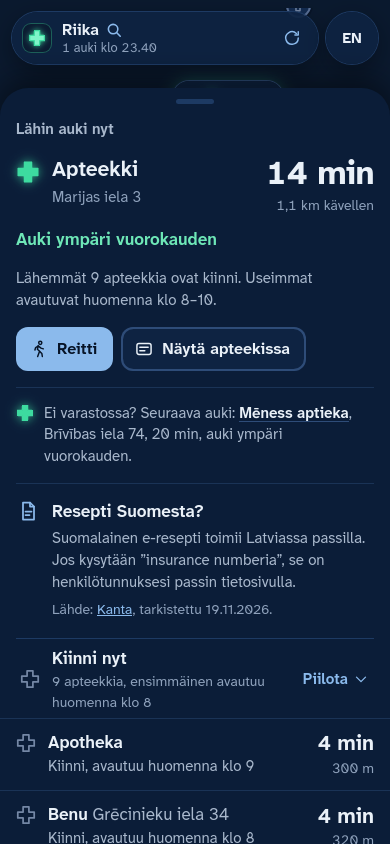 Riika
1 auki klo 23.40
EN
Lähin auki nyt
Apteekki
14 min
Marijas iela 3
1,1 km kävellen
Auki ympäri vuorokauden
Lähemmät 9 apteekkia ovat kiinni. Useimmat
avautuvat huomenna klo 8–10.
Reitti
Näytä apteekissa
Ei varastossa? Seuraava auki: Mēness aptieka,
Brīvības iela 74, 20 min, auki ympäri
vuorokauden.
Resepti Suomesta?
Suomalainen e-resepti toimii Latviassa passilla.
Jos kysytään ”insurance numberia”, se on
henkilötunnuksesi passin tietosivulla.
Lähde: Kanta, tarkistettu 19.11.2026.
Kiinni nyt
9 apteekkia, ensimmäinen avautuu
huomenna klo 8
Piilota
Apotheka
4 min
Kiinni, avautuu huomenna klo 9
300 m
Benu Grēcinieku iela 34
4 min
Kiinni, avautuu huomenna klo 8
320 m